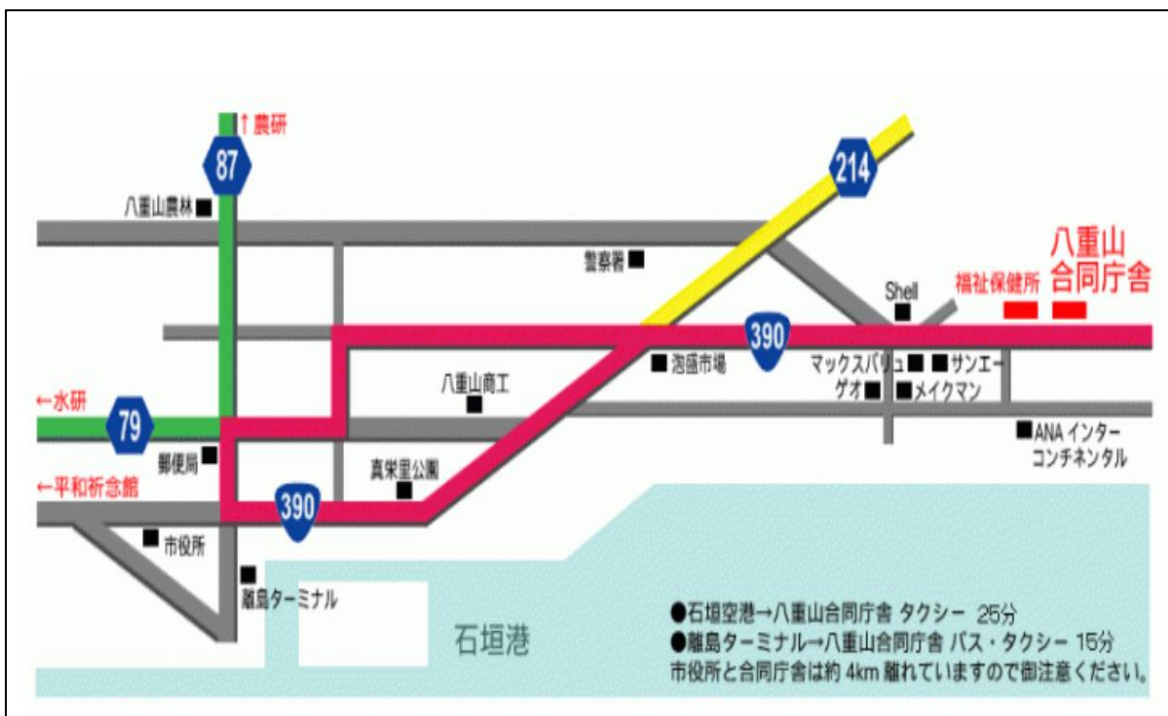 ↑農研
87
214
八重山農林
警察署
八重山
合同庁舎
福祉保健所
Shell
390
泡盛市場
マックスバリュ
サンエー
ゲオ
メイクマン
八重山商工
←水研
79
郵便局
真栄里公園
ANAインター
コンチネンタル
←平和祈念館
390
市役所
離島ターミナル
石垣港
●石垣空港→八重山合同庁舎 タクシー 25分
●離島ターミナル→八重山合同庁舎 バス・タクシー 15分
市役所と合同庁舎は約4km離れていますので御注意ください。